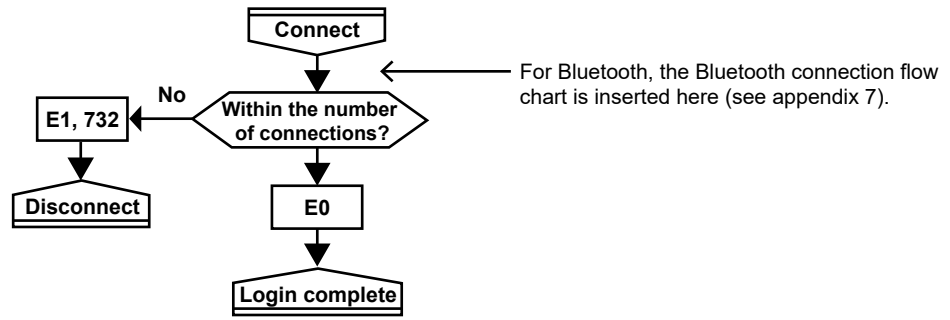 Connect
For Bluetooth, the Bluetooth connection flow
chart is inserted here (see appendix 7).
No
Within the number
of connections?
E1, 732
Disconnect
E0
Login complete